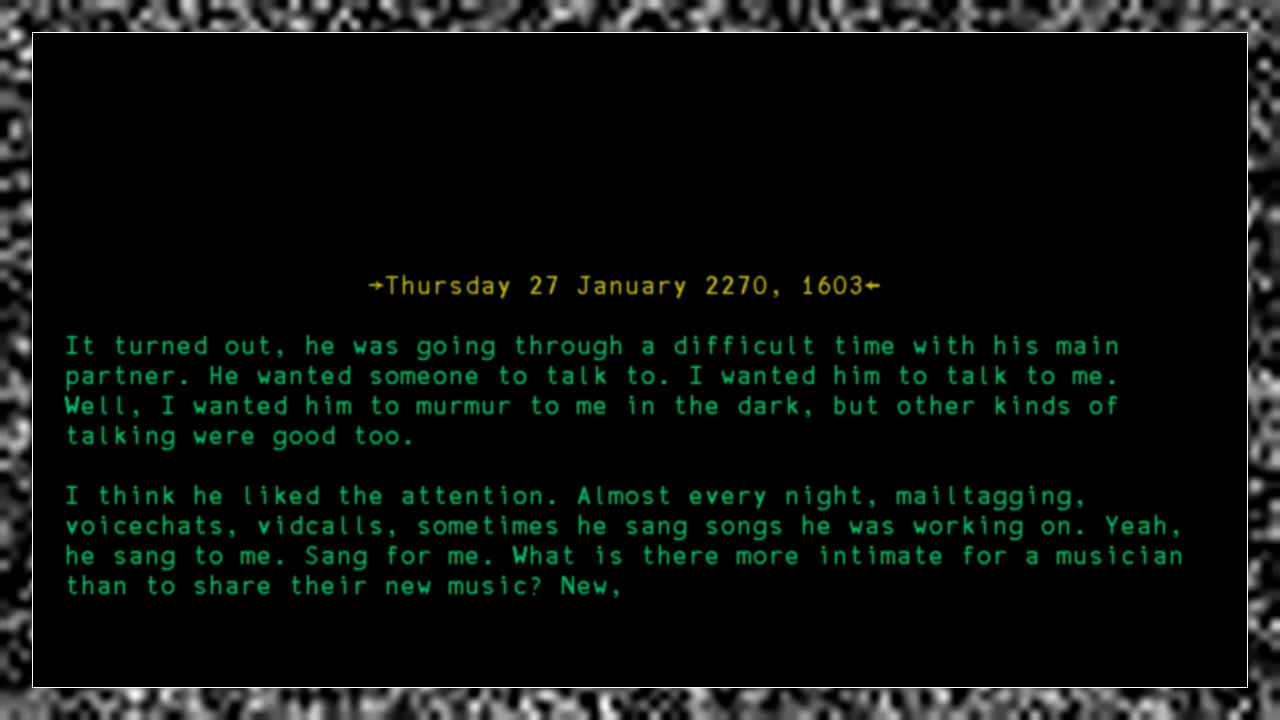 →Thursday 27 January 2270, 1603←
It turned out, he was going through a difficult time with his main
partner. He wanted someone to talk to. I wanted him to talk to me.
Well, I wanted him to murmur to me in the dark, but other kinds of
talking were good too.
I think he liked the attention. Almost every night, mailtagging,
voicechats, vidcalls, sometimes he sang songs he was working on. Yeah,
he sang to me. Sang for me. What is there more intimate for a musician
than to share their new music? New,